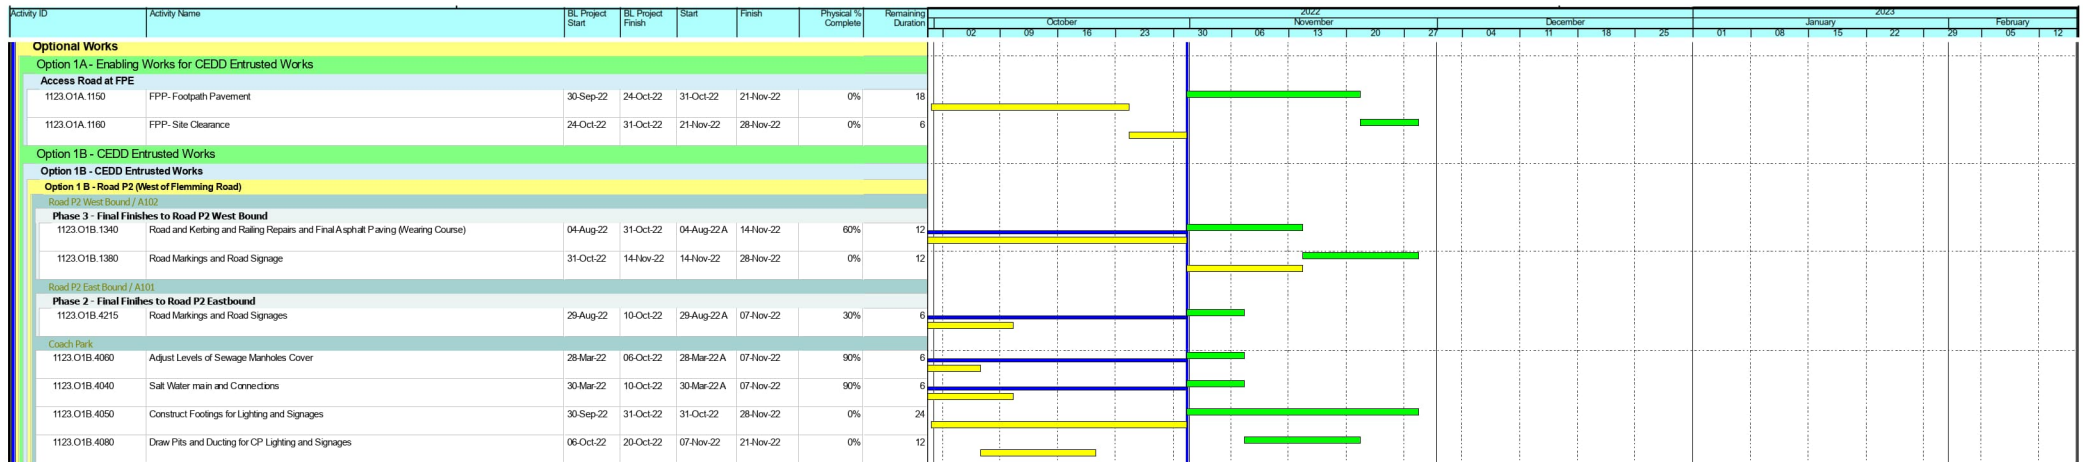 Activity ID Activity Name BL Project Start BL Project Finish Start Finish Physical % Complete Remaining Duration 2022 2023
October November December January February
02 09 16 23 30 06 13 20 27 04 11 18 25 01 08 15 22 29 05 12
Optional Works
Option 1A - Enabling Works for CEDD Entrusted Works
Access Road at FPE
1123.O1A.1150 FPP- Footpath Pavement 30-Sep-22 24-Oct-22 31-Oct-22 21-Nov-22 0% 18
1123.O1A.1160 FPP- Site Clearance 24-Oct-22 31-Oct-22 21-Nov-22 28-Nov-22 0% 6
Option 1B - CEDD Entrusted Works
Option 1B - CEDD Entrusted Works
Option 1 B - Road P2 (West of Flemming Road)
Road P2 West Bound / A102
Phase 3 - Final Finishes to Road P2 West Bound
1123.O1B.1340 Road and Kerbing and Railing Repairs and Final Asphalt Paving (Wearing Course) 04-Aug-22 31-Oct-22 04-Aug-22 A 14-Nov-22 60% 12
1123.O1B.1380 Road Markings and Road Signage 31-Oct-22 14-Nov-22 14-Nov-22 28-Nov-22 0% 12
Road P2 East Bound / A101
Phase 2 - Final Finihes to Road P2 Eastbound
1123.O1B.4215 Road Markings and Road Signages 29-Aug-22 10-Oct-22 29-Aug-22 A 07-Nov-22 30% 6
Coach Park
1123.O1B.4060 Adjust Levels of Sewage Manholes Cover 28-Mar-22 06-Oct-22 28-Mar-22 A 07-Nov-22 90% 6
1123.O1B.4040 Salt Water main and Connections 30-Mar-22 10-Oct-22 30-Mar-22 A 07-Nov-22 90% 6
1123.O1B.4050 Construct Footings for Lighting and Signages 30-Sep-22 31-Oct-22 31-Oct-22 28-Nov-22 0% 24
1123.O1B.4080 Draw Pits and Ducting for CP Lighting and Signages 06-Oct-22 20-Oct-22 07-Nov-22 21-Nov-22 0% 12